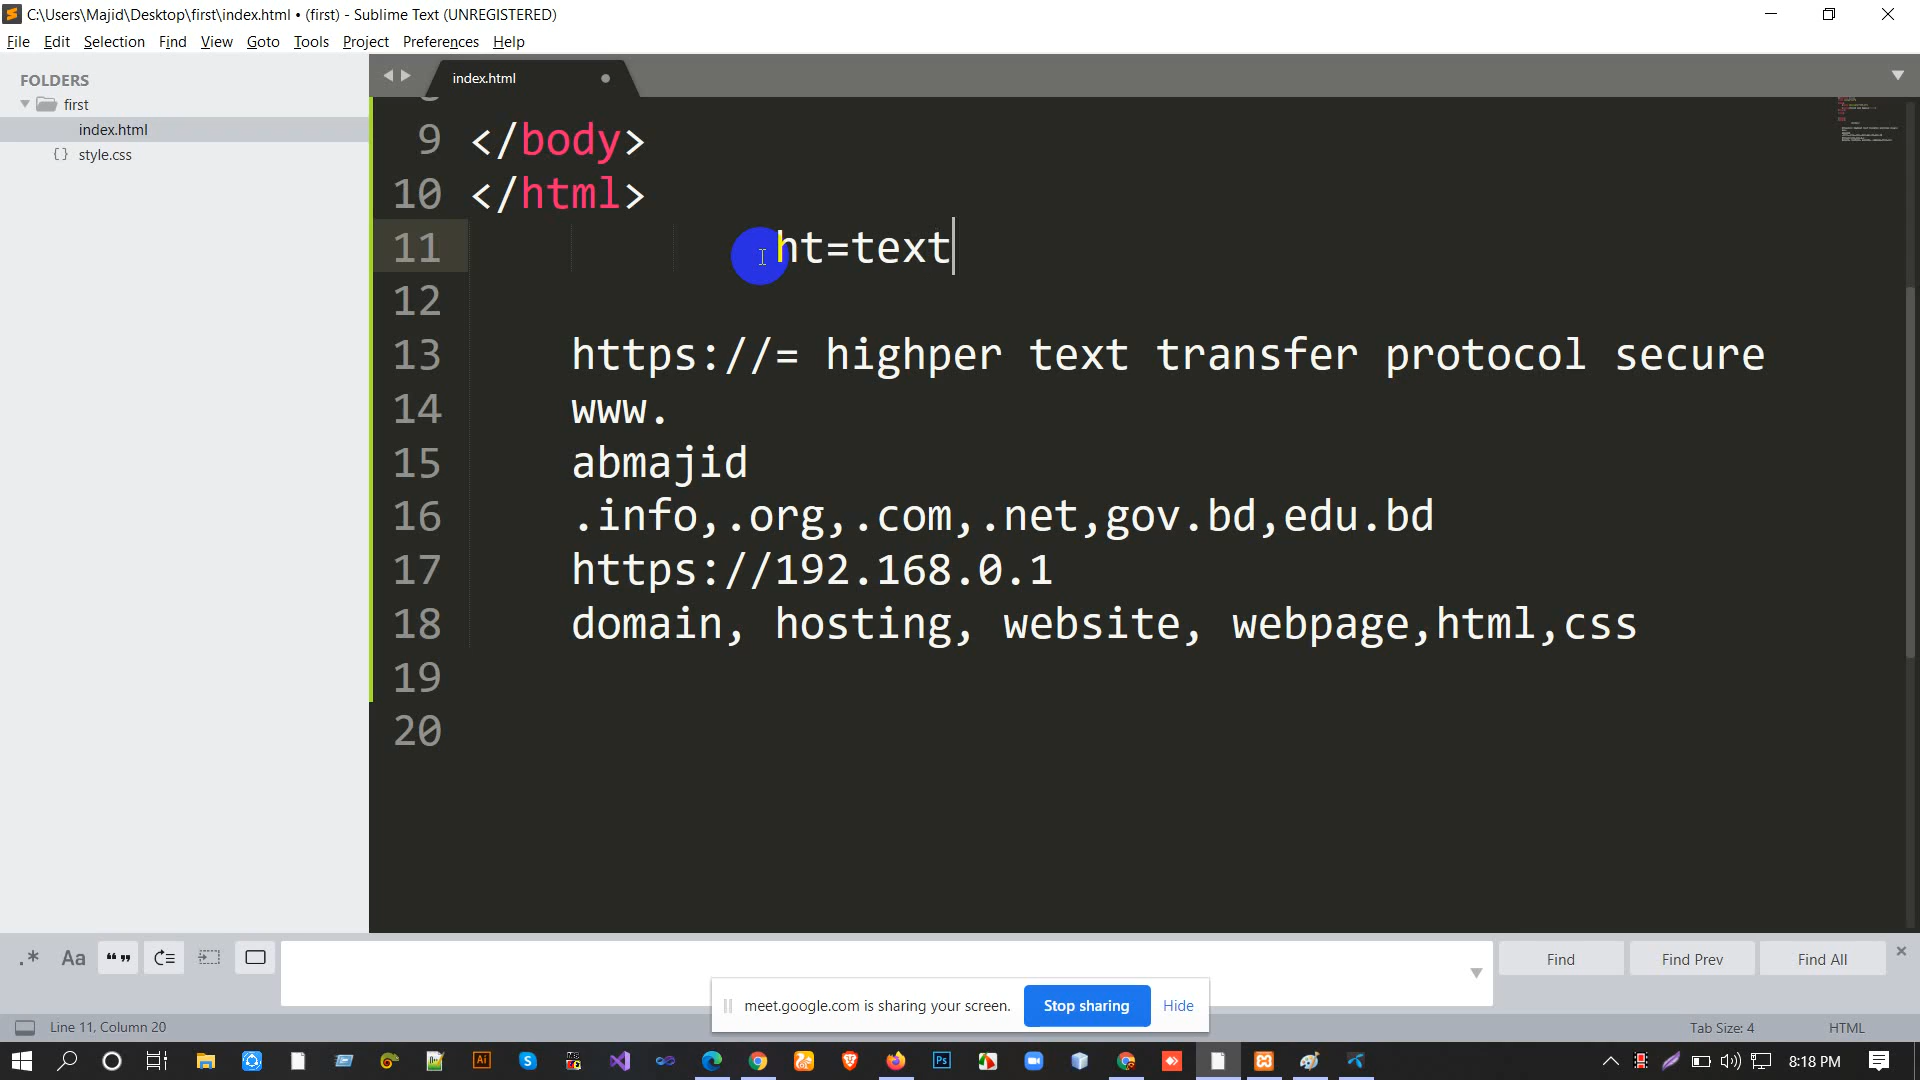 C:\Users\Majid\Desktop\first\index.html • (first) - Sublime Text (UNREGISTERED)
File Edit Selection Find View Goto Tools Project Preferences Help
FOLDERS
first
index.html
{} style.css
index.html
9 </body>
10 </html>
11 ht=text
12
13 https://= highper text transfer protocol secure
14 www.
15 abmajid
16 .info,.org,.com,.net,gov.bd,edu.bd
17 https://192.168.0.1
18 domain, hosting, website, webpage,html,css
19
20
.* Aa “” Find Find Prev Find All
meet.google.com is sharing your screen. Stop sharing Hide
Line 11, Column 20 Tab Size: 4 HTML
8:18 PM